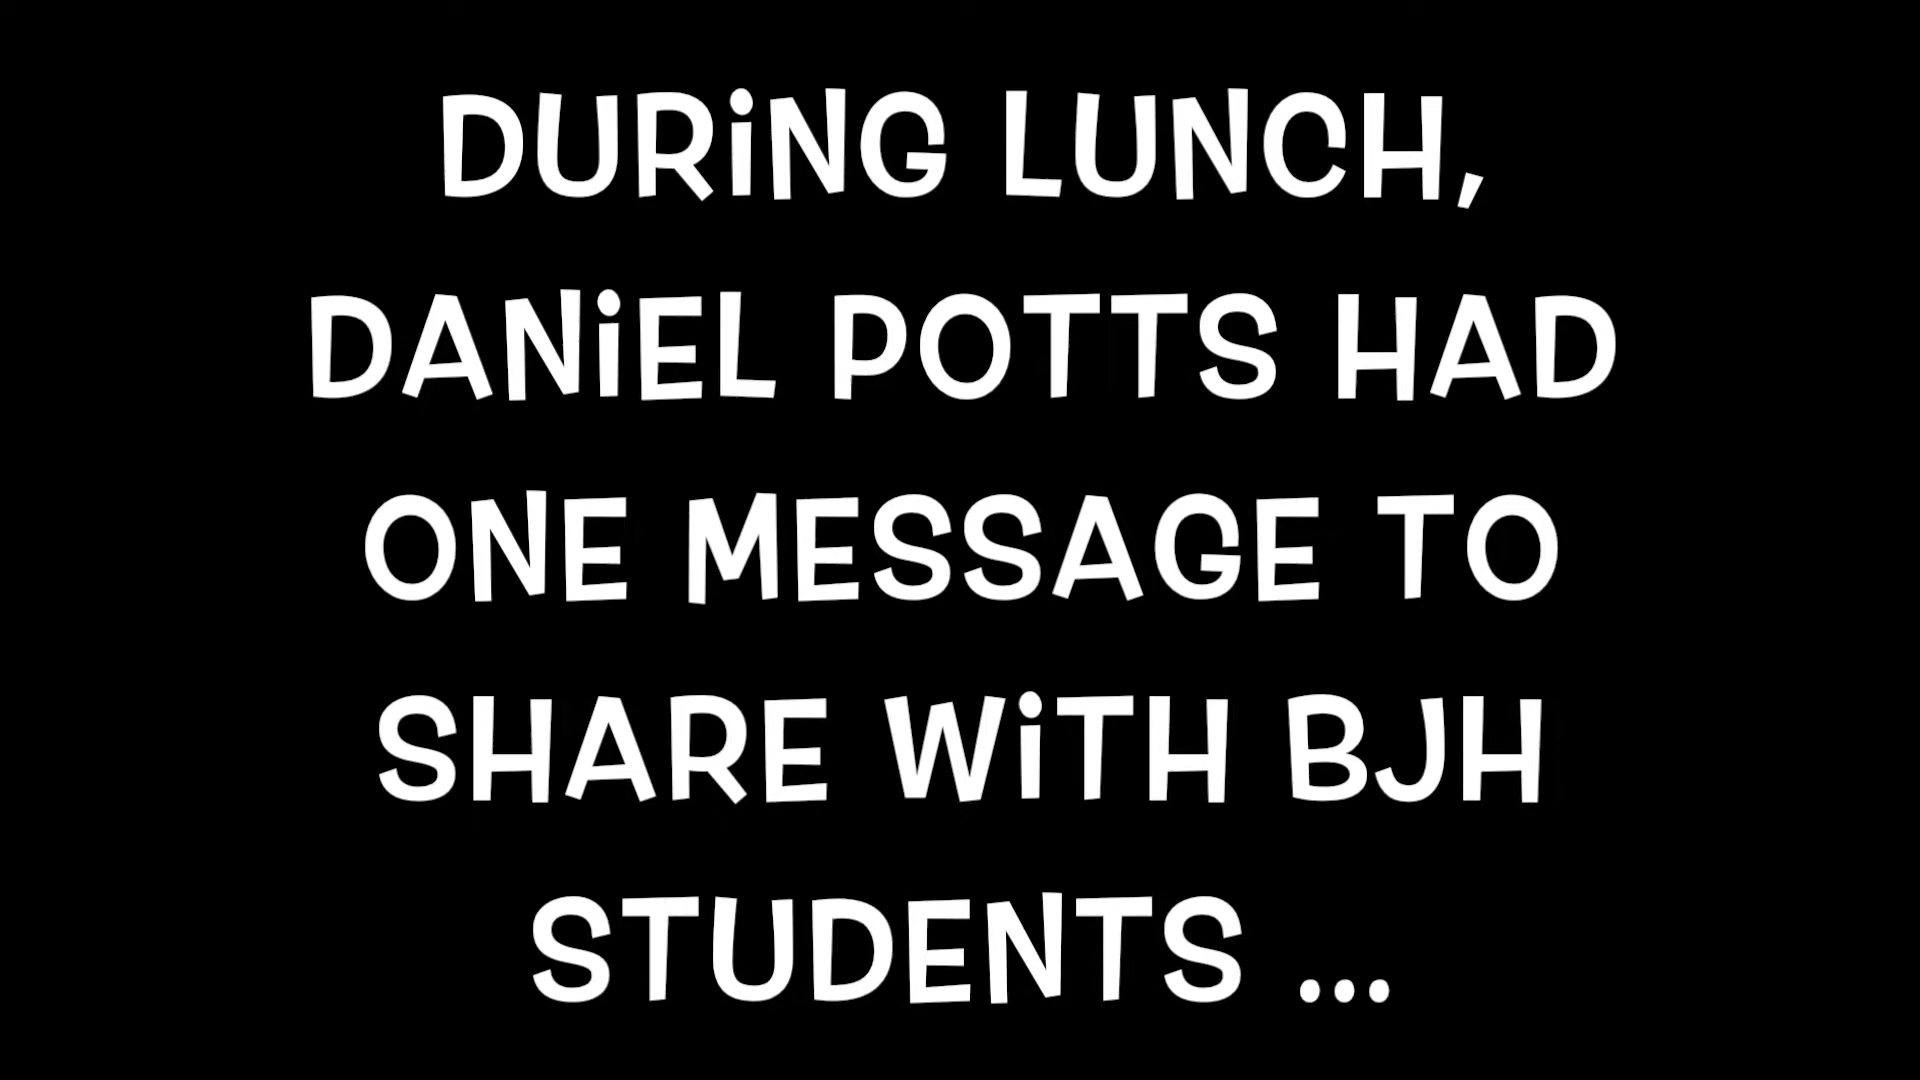 DURiNG LUNCH,
DANiEL POTTS HAD
ONE MESSAGE TO
SHARE WiTH BJH
STUDENTS ...